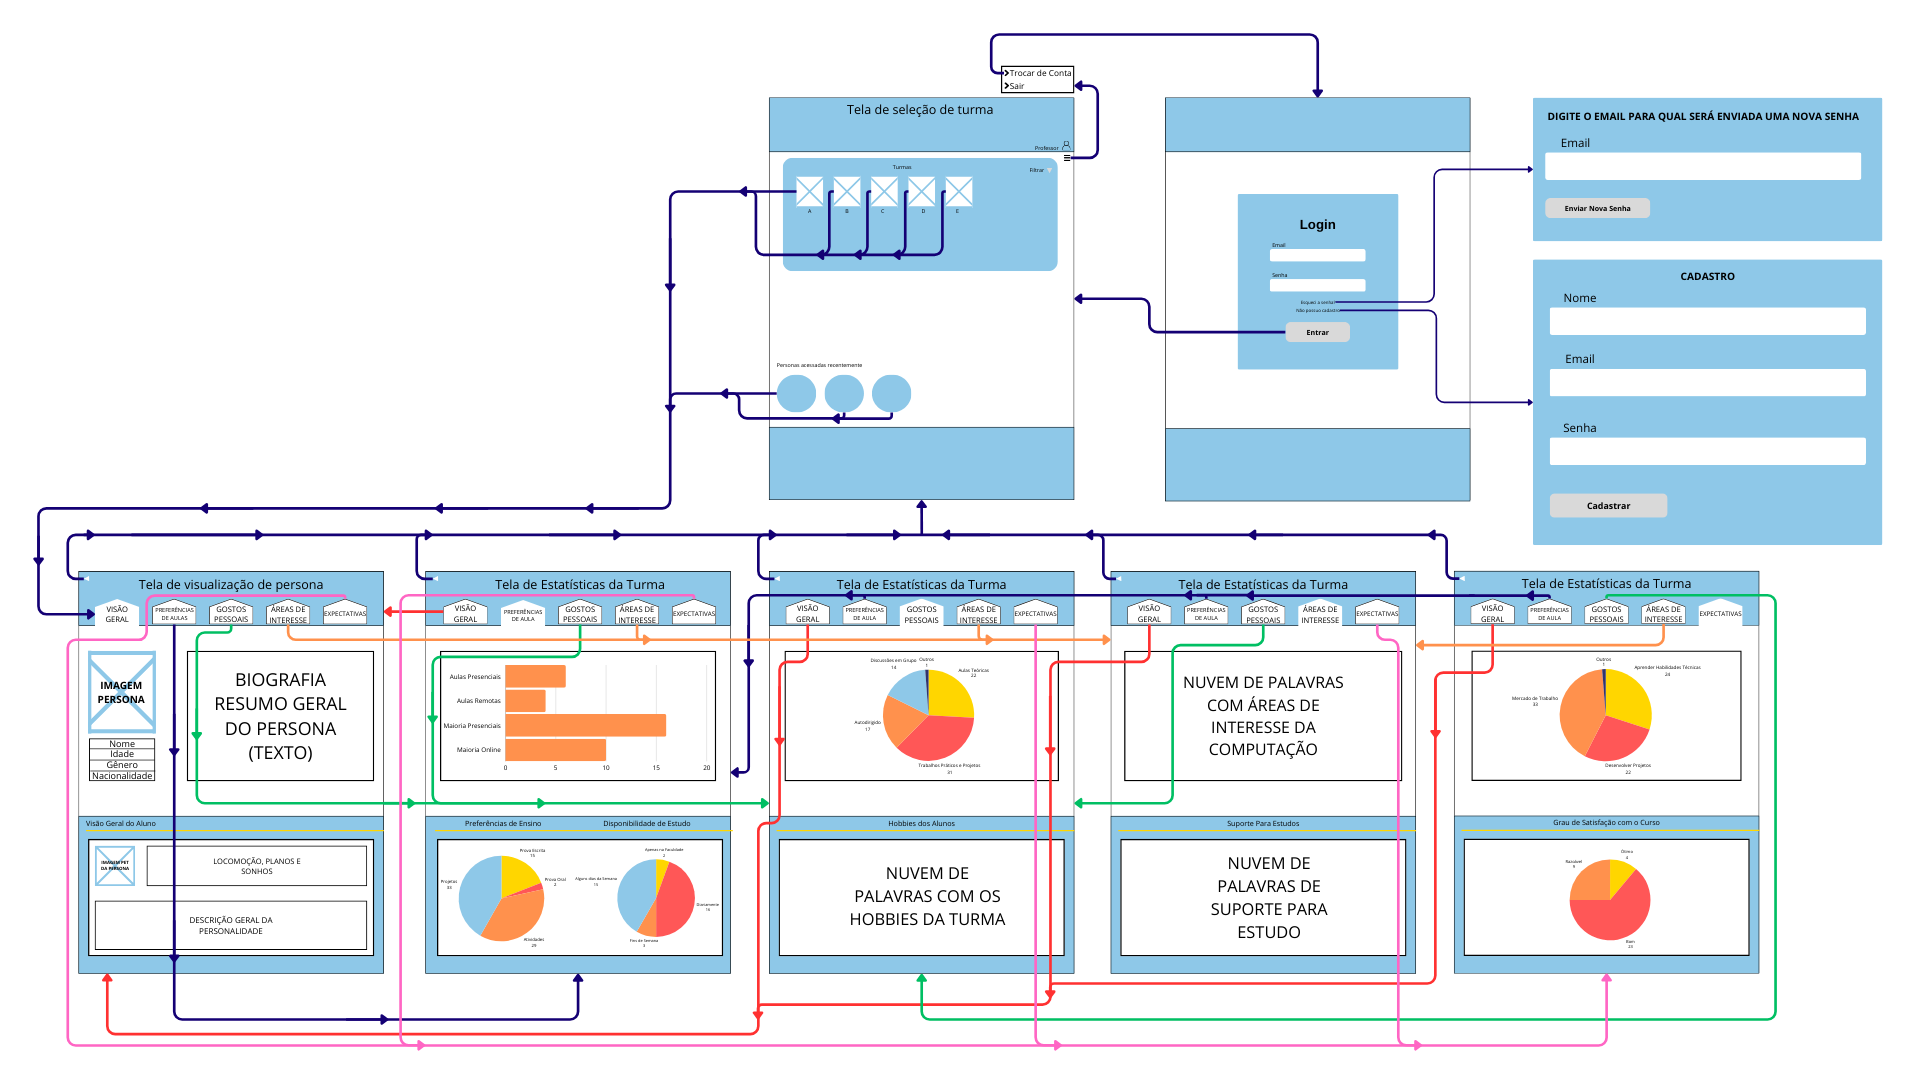 Trocar de Conta
Sair
Tela de seleção de turma
Professor
Turmas
Filtrar
A
B
C
D
E
Personas acessadas recentemente
Login
Email
Senha
Esqueci a senha
Não possuo cadastro
Entrar
DIGITE O EMAIL PARA QUAL SERÁ ENVIADA UMA NOVA SENHA
Email
Enviar Nova Senha
CADASTRO
Nome
Email
Senha
Cadastrar
Tela de visualização de persona
VISÃO
GERAL
PREFERÊNCIAS
DE AULAS
GOSTOS
PESSOAIS
ÁREAS DE
INTERESSE
EXPECTATIVAS
IMAGEM
PERSONA
Nome
Idade
Gênero
Nacionalidade
BIOGRAFIA
RESUMO GERAL
DO PERSONA
(TEXTO)
Visão Geral do Aluno
IMAGEM PET
DA PERSONA
LOCOMOÇÃO, PLANOS E
SONHOS
DESCRIÇÃO GERAL DA
PERSONALIDADE
Tela de Estatísticas da Turma
VISÃO
GERAL
PREFERÊNCIAS
DE AULA
GOSTOS
PESSOAIS
ÁREAS DE
INTERESSE
EXPECTATIVAS
Aulas Presenciais
Aulas Remotas
Maioria Presenciais
Maioria Online
0
5
10
15
20
Preferências de Ensino
Disponibilidade de Estudo
Prova Escrita
15
Prova Oral
2
Projetos
33
Atividades
29
Apenas na Faculdade
2
Alguns dias da Semana
15
Diariamente
16
Fins de Semana
3
Tela de Estatísticas da Turma
VISÃO
GERAL
PREFERÊNCIAS
DE AULA
GOSTOS
PESSOAIS
ÁREAS DE
INTERESSE
EXPECTATIVAS
Discussões em Grupo
14
Outros
1
Aulas Teóricas
22
Autodirigido
17
Trabalhos Práticos e Projetos
31
Hobbies dos Alunos
NUVEM DE
PALAVRAS COM OS
HOBBIES DA TURMA
Tela de Estatísticas da Turma
VISÃO
GERAL
PREFERÊNCIAS
DE AULA
GOSTOS
PESSOAIS
ÁREAS DE
INTERESSE
EXPECTATIVAS
NUVEM DE PALAVRAS
COM ÁREAS DE
INTERESSE DA
COMPUTAÇÃO
Suporte Para Estudos
NUVEM DE
PALAVRAS DE
SUPORTE PARA
ESTUDO
Tela de Estatísticas da Turma
VISÃO
GERAL
PREFERÊNCIAS
DE AULA
GOSTOS
PESSOAIS
ÁREAS DE
INTERESSE
EXPECTATIVAS
Outros
1
Aprender Habilidades Técnicas
24
Mercado de Trabalho
33
Desenvolver Projetos
22
Grau de Satisfação com o Curso
Ótimo
4
Razoável
9
Bom
23